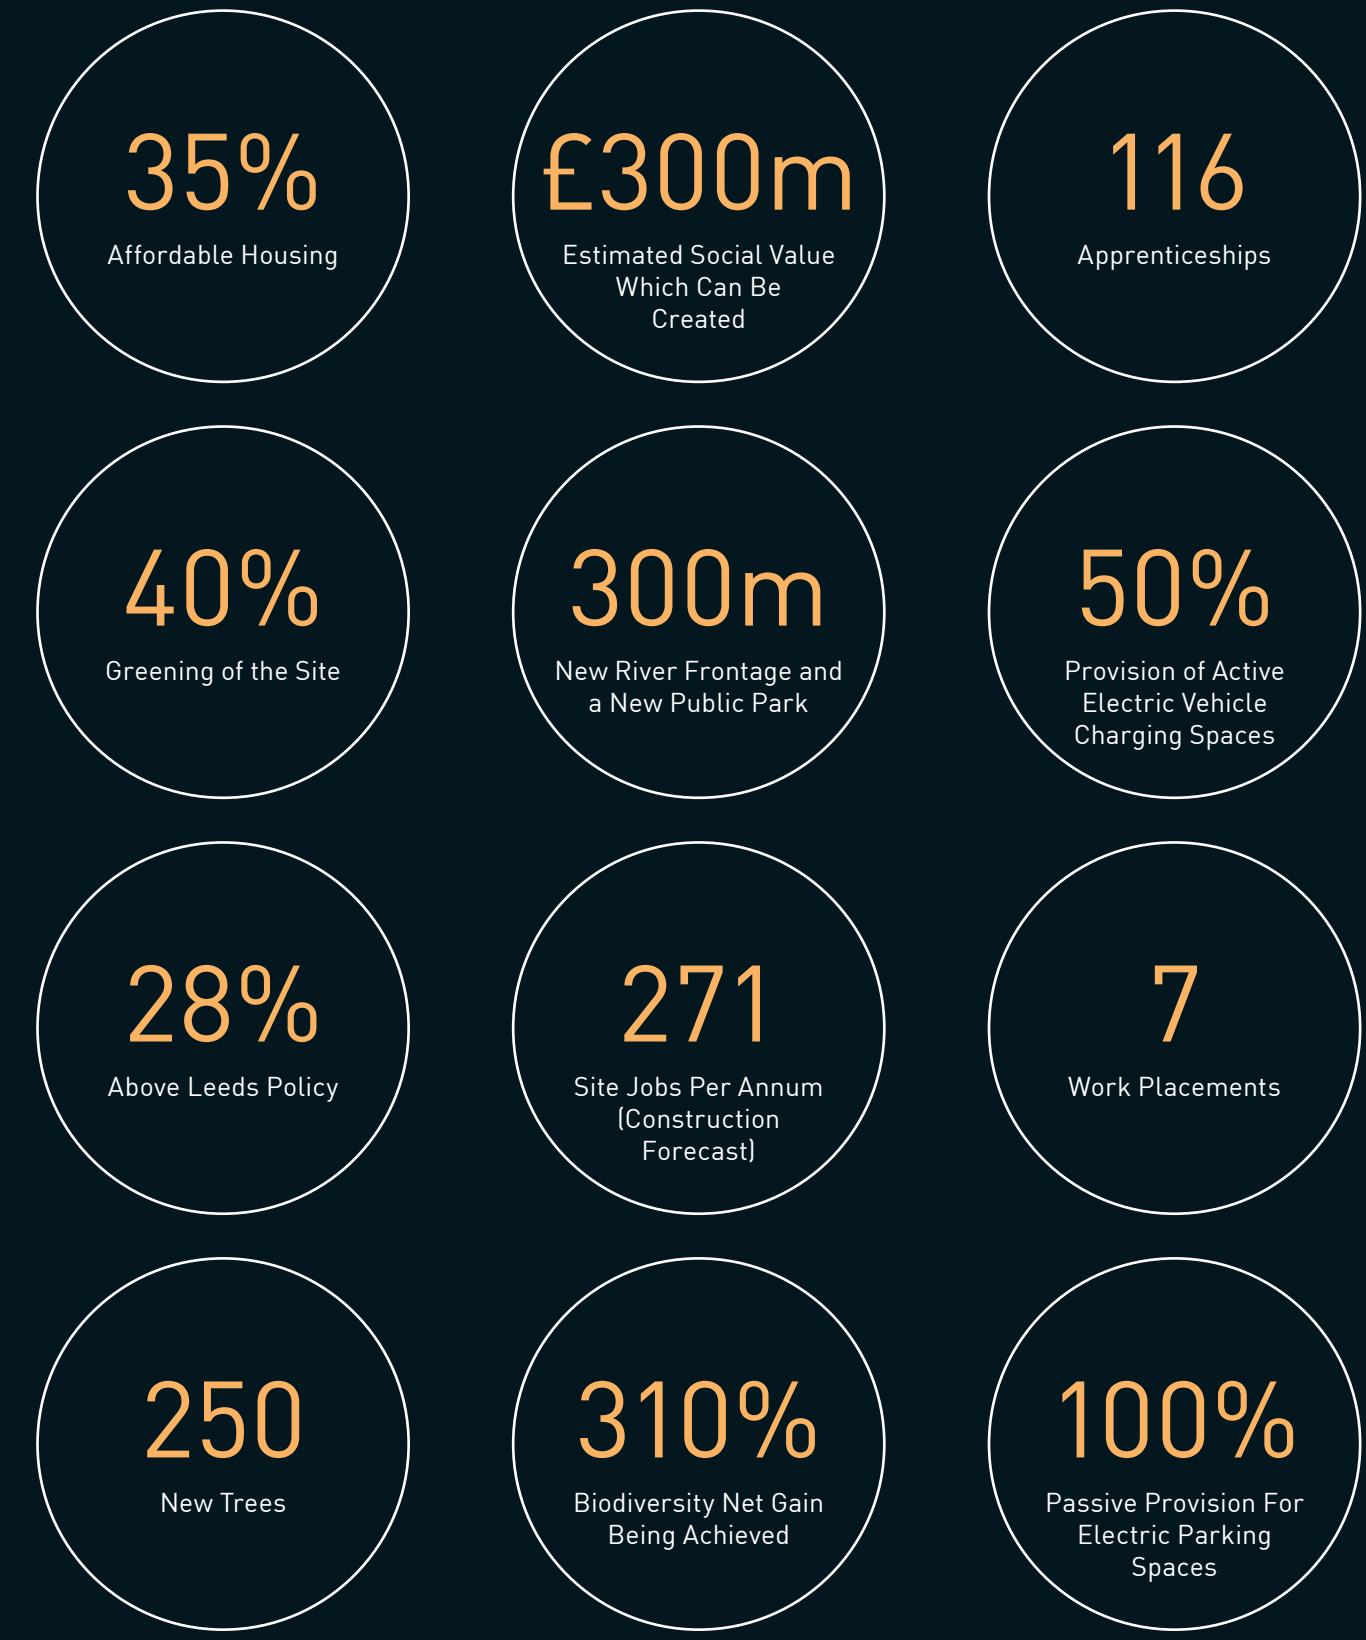 35%
Affordable Housing
£300m
Estimated Social Value
Which Can Be
Created
116
Apprenticeships
40%
Greening of the Site
300m
New River Frontage and
a New Public Park
50%
Provision of Active
Electric Vehicle
Charging Spaces
28%
Above Leeds Policy
271
Site Jobs Per Annum
(Construction
Forecast)
7
Work Placements
250
New Trees
310%
Biodiversity Net Gain
Being Achieved
100%
Passive Provision For
Electric Parking
Spaces